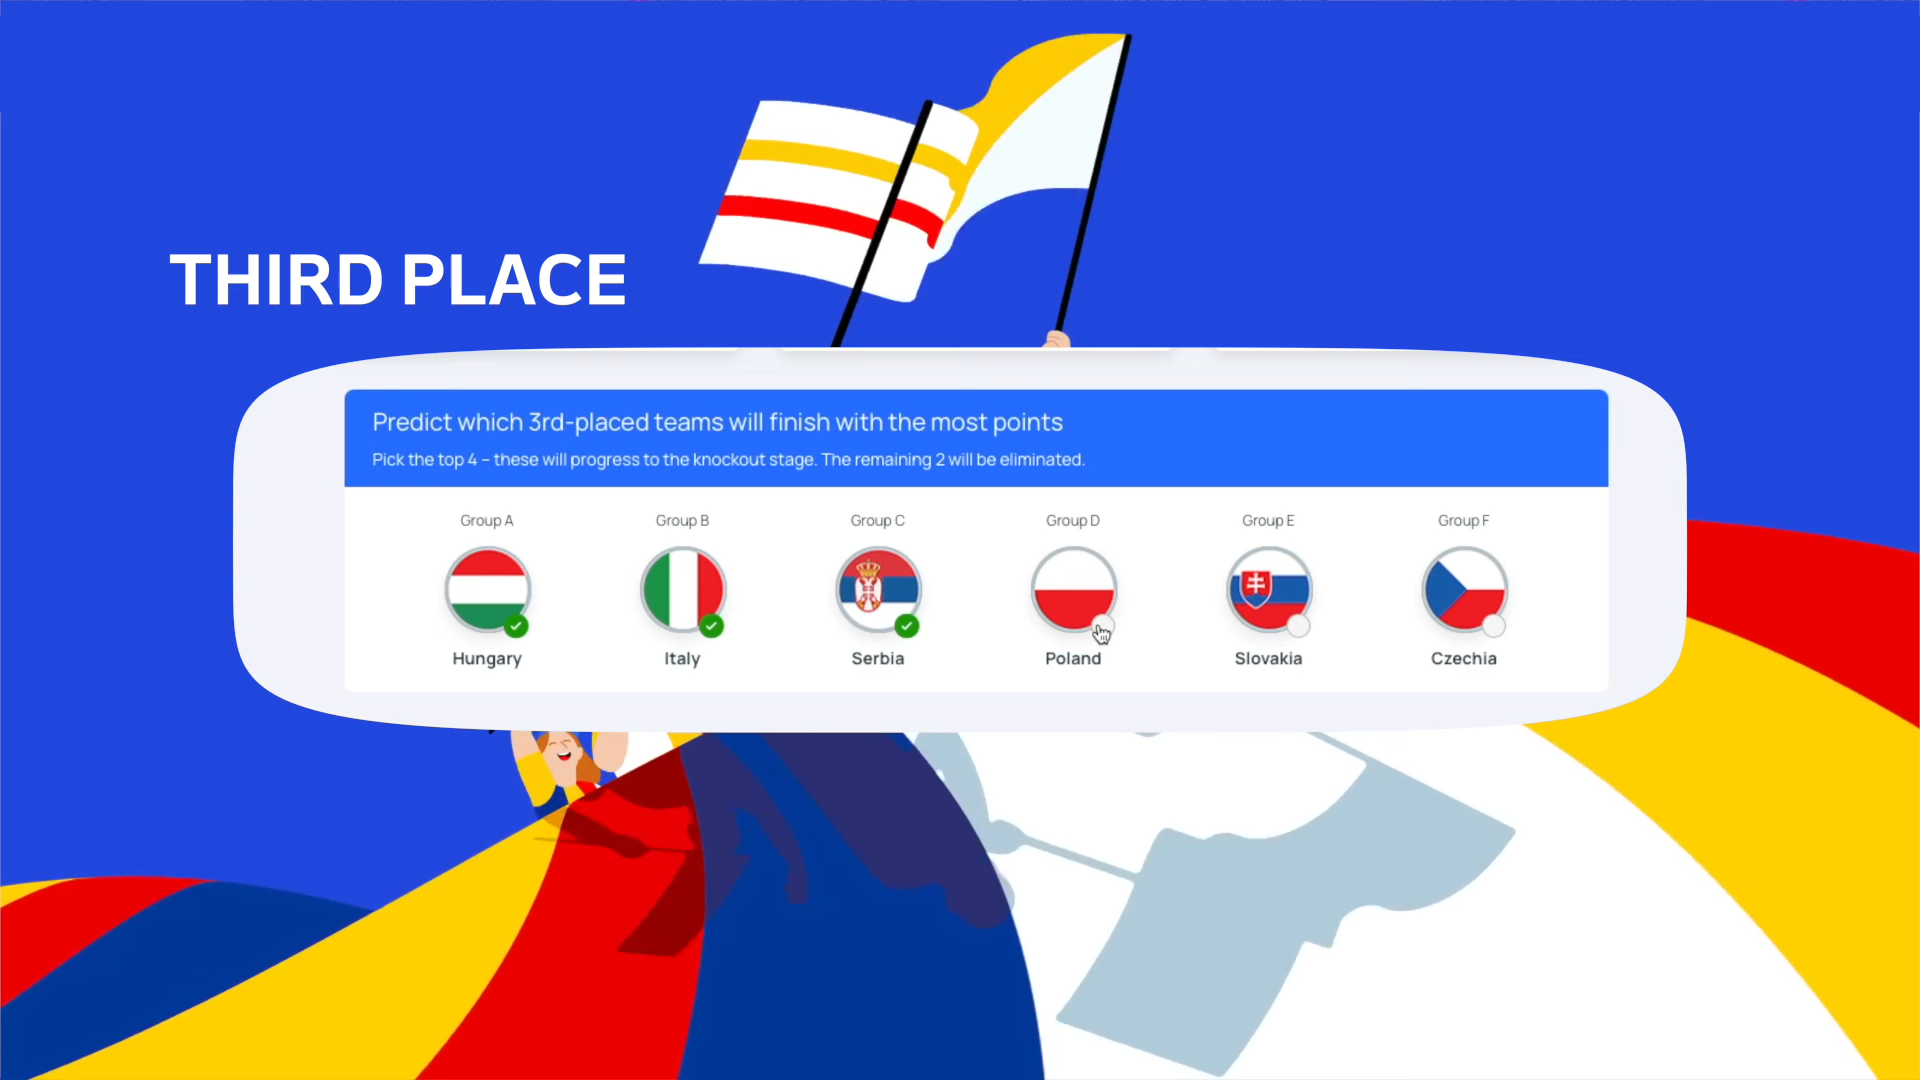 THIRD PLACE
Predict which 3rd-placed teams will finish with the most points
Pick the top 4 – these will progress to the knockout stage. The remaining 2 will be eliminated.
Group A
Group B
Group C
Group D
Group E
Group F
Hungary
Italy
Serbia
Poland
Slovakia
Czechia